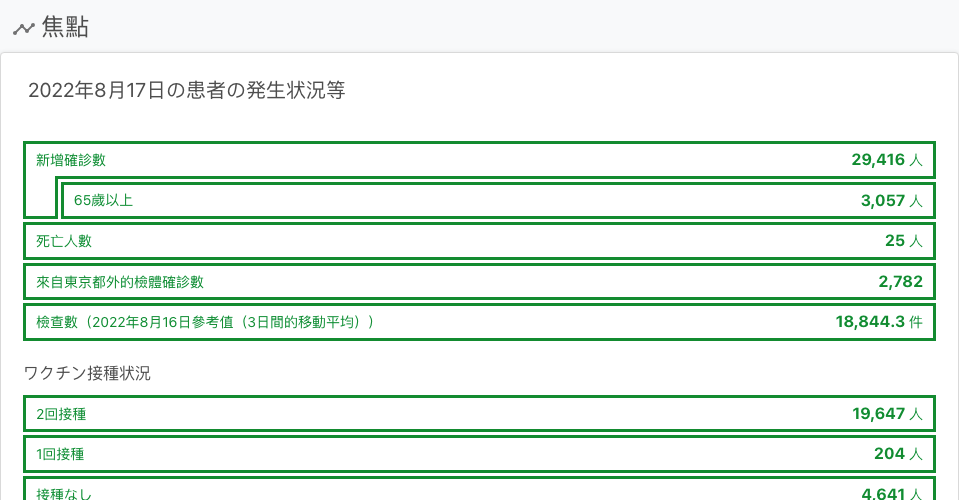 焦點
2022年8月17日の患者の発生状況等
新增確診數 29,416 人
65歲以上 3,057 人
死亡人數 25 人
來自東京都外的檢體確診數 2,782
檢查數（2022年8月16日參考值（3日間的移動平均）） 18,844.3 件
ワクチン接種状況
2回接種 19,647 人
1回接種 204 人
接種なし 4,641 人